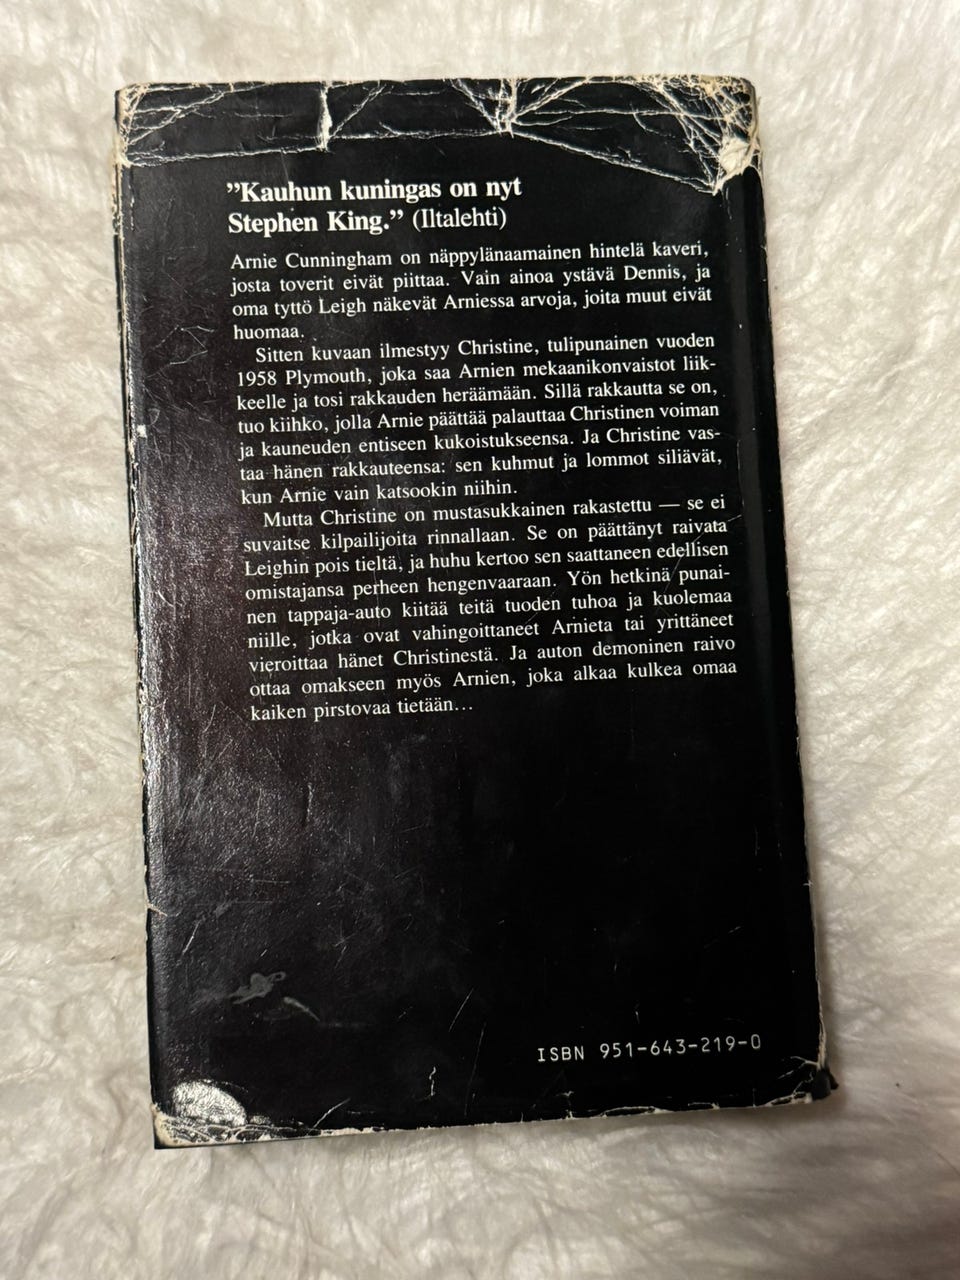 ”Kauhun kuningas on nyt
Stephen King.” (Iltalehti)
Arnie Cunningham on näppylänaamainen hintelä kaveri,
josta toverit eivät piittaa. Vain ainoa ystävä Dennis, ja
oma tyttö Leigh näkevät Arniessa arvoja, joita muut eivät
huomaa.
Sitten kuvaan ilmestyy Christine, tulipunainen vuoden
1958 Plymouth, joka saa Arnien mekaanikonvaistot liik-
keelle ja tosi rakkauden heräämään. Sillä rakkautta se on,
tuo kiihko, jolla Arnie päättää palauttaa Christinen voiman
ja kauneuden entiseen kukoistukseensa. Ja Christine vas-
taa hänen rakkauteensa: sen kuhmut ja lommot siliävät,
kun Arnie vain katsookin niihin.
Mutta Christine on mustasukkainen rakastettu — se ei
suvaitse kilpailijoita rinnallaan. Se on päättänyt raivata
Leighin pois tieltä, ja huhu kertoo sen saattaneen edellisen
omistajansa perheen hengenvaaraan. Yön hetkinä punai-
nen tappaja-auto kiitää teitä tuoden tuhoa ja kuolemaa
niille, jotka ovat vahingoittaneet Arnieta tai yrittäneet
vieroittaa hänet Christinestä. Ja auton demoninen raivo
ottaa omakseen myös Arnien, joka alkaa kulkea omaa
kaiken pirstovaa tietään...
ISBN 951-643-219-0